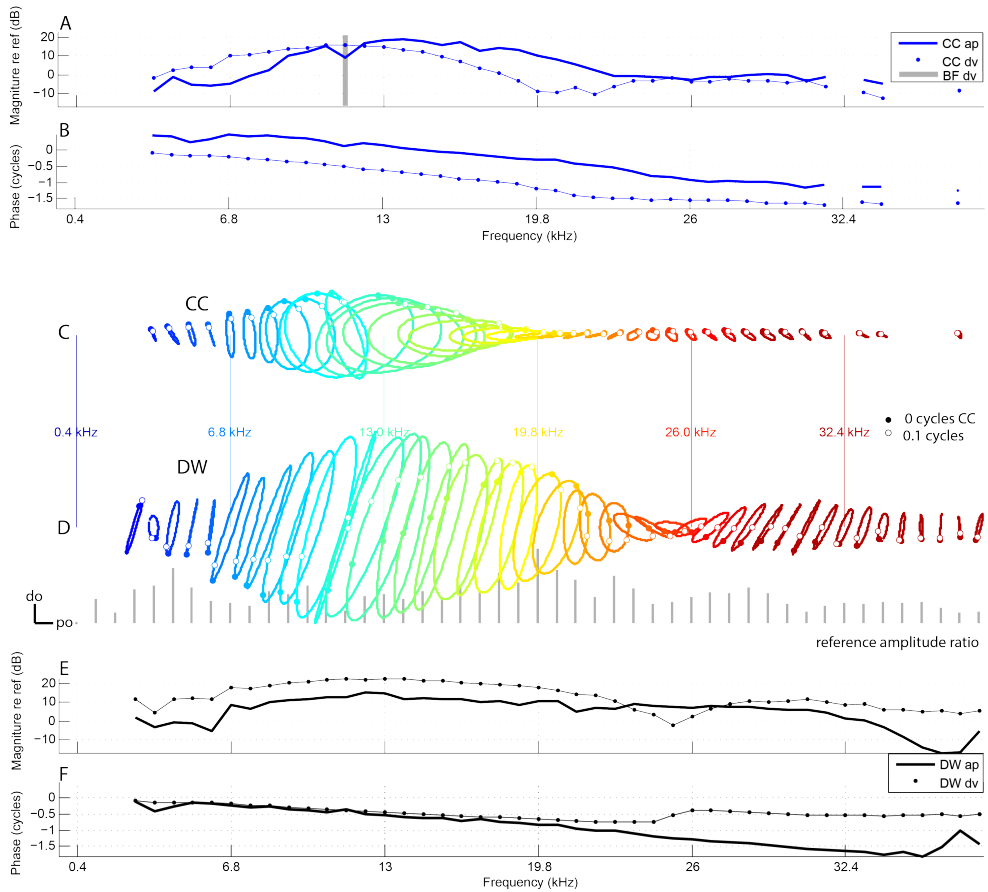 A
Magniture re ref (dB)
20
10
0
−10
CC ap
CC dv
BF dv
B
Phase (cycles)
0
−0.5
−1
−1.5
0.4 6.8 13 19.8 26 32.4
Frequency (kHz)
CC
C
0.4 kHz 6.8 kHz 13.0 kHz 19.8 kHz 26.0 kHz 32.4 kHz
0 cycles CC
0.1 cycles
DW
D
do
po
reference amplitude ratio
E
Magniture re ref (dB)
20
10
0
−10
DW ap
DW dv
F
Phase (cycles)
0
−0.5
−1
−1.5
0.4 6.8 13 19.8 26 32.4
Frequency (kHz)